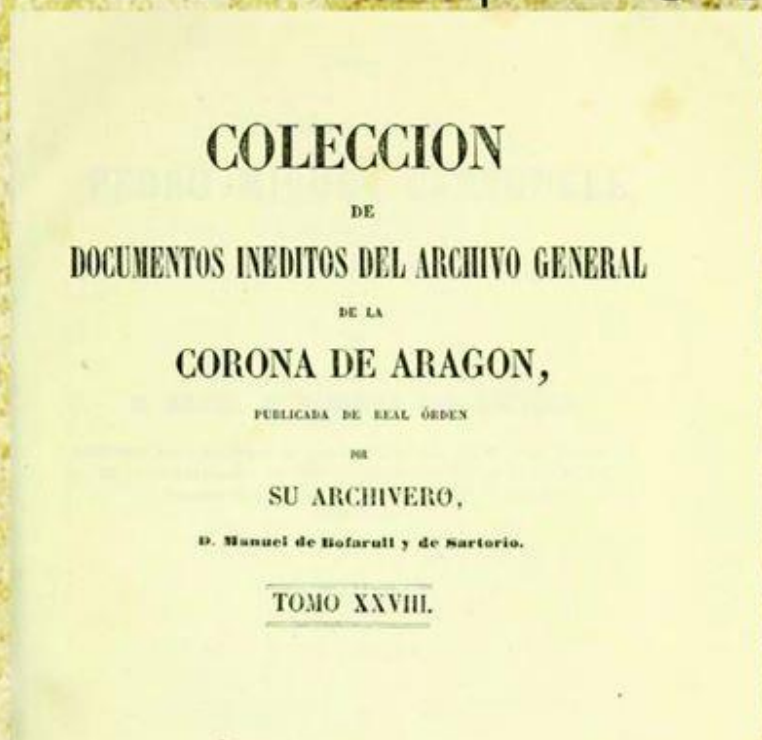 COLECCION
DE
DOCUMENTOS INEDITOS DEL ARCHIVO GENERAL
DE LA
CORONA DE ARAGON,
PUBLICADA DE REAL ÓRDEN
POR
SU ARCHIVERO,
D. Manuel de Bofarull y de Sartorio.
TOMO XXVIII.